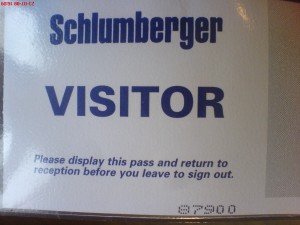 Schlumberger
VISITOR
Please display this pass and return to
reception before you leave to sign out.
87900